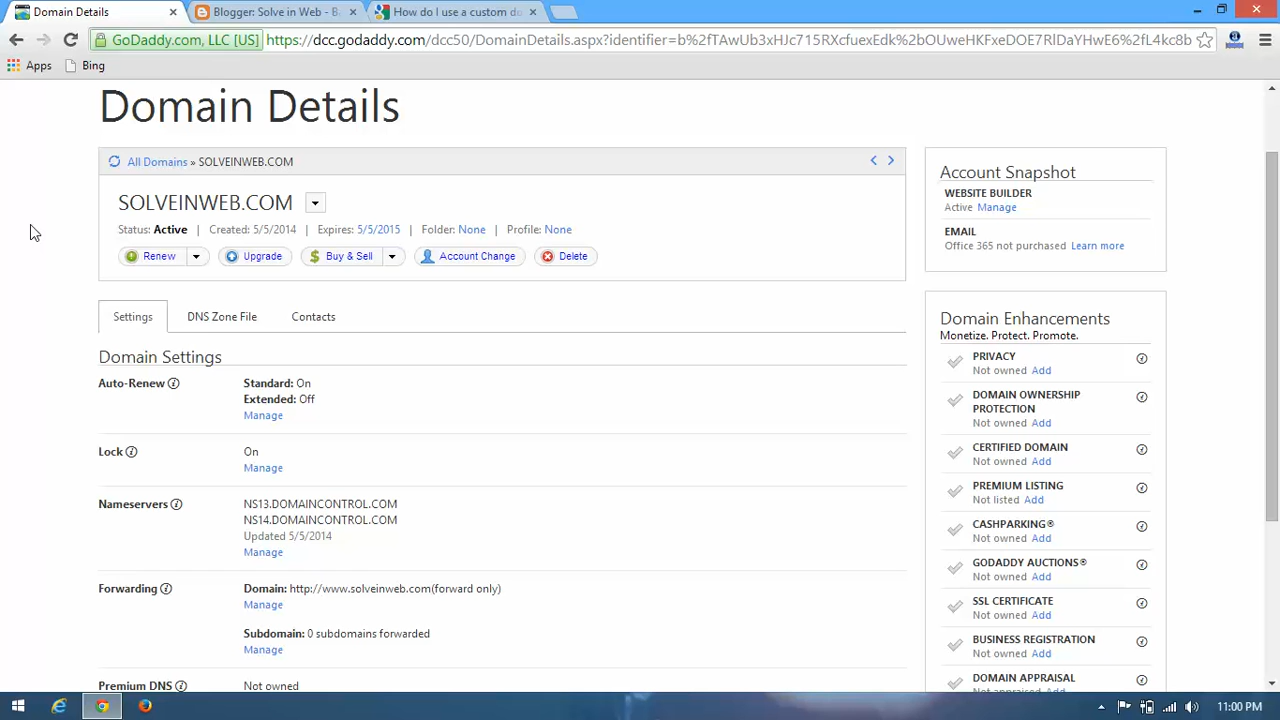 Domain Details
Blogger: Solve in Web - B
How do I use a custom d
GoDaddy.com, LLC [US]
https://dcc.godaddy.com/dcc50/DomainDetails.aspx?identifier=b%2fTAwUb3xHJc715RXcfuexEdk%2bOUweHKFxeDOE7RlDaYHwE6%2fL4kc8b
Apps
Bing
Domain Details
All Domains » SOLVEINWEB.COM
SOLVEINWEB.COM
Status: Active | Created: 5/5/2014 | Expires: 5/5/2015 | Folder: None | Profile: None
Renew
Upgrade
$ Buy & Sell
Account Change
Delete
Settings
DNS Zone File
Contacts
Domain Settings
Auto-Renew
Standard: On
Extended: Off
Manage
Lock
On
Manage
Nameservers
NS13.DOMAINCONTROL.COM
NS14.DOMAINCONTROL.COM
Updated 5/5/2014
Manage
Forwarding
Domain: http://www.solveinweb.com(forward only)
Manage
Subdomain: 0 subdomains forwarded
Manage
Premium DNS
Not owned
Account Snapshot
WEBSITE BUILDER
Active Manage
EMAIL
Office 365 not purchased Learn more
Domain Enhancements
Monetize. Protect. Promote.
PRIVACY
Not owned Add
DOMAIN OWNERSHIP
PROTECTION
Not owned Add
CERTIFIED DOMAIN
Not owned Add
PREMIUM LISTING
Not listed Add
CASHPARKING®
Not owned Add
GODADDY AUCTIONS®
Not owned Add
SSL CERTIFICATE
Not owned Add
BUSINESS REGISTRATION
Not owned Add
DOMAIN APPRAISAL
Not appraised Add
11:00 PM